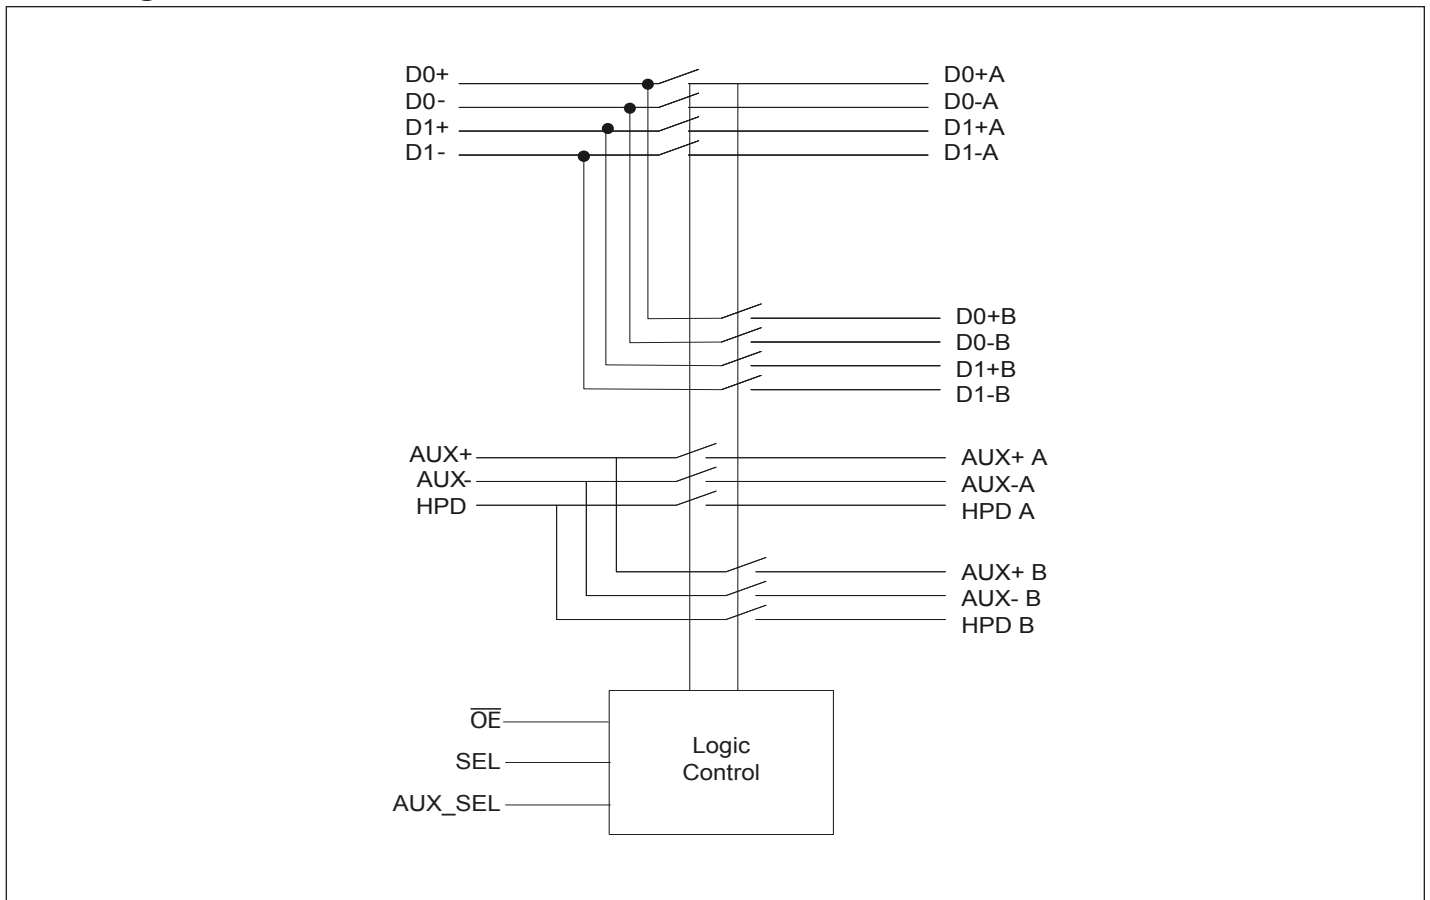 D0+
D0-
D1+
D1-
D0+A
D0-A
D1+A
D1-A
D0+B
D0-B
D1+B
D1-B
AUX+
AUX-
HPD
AUX+ A
AUX-A
HPD A
AUX+ B
AUX- B
HPD B
O̅E̅
SEL
AUX_SEL
Logic
Control